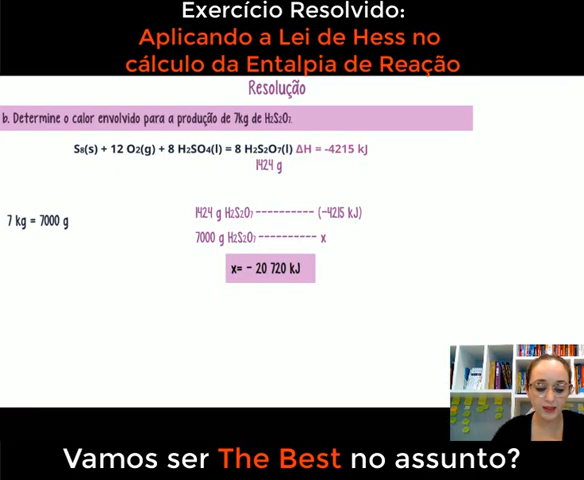 Exercício Resolvido:
Aplicando a Lei de Hess no
cálculo da Entalpia de Reação
Resolução
b. Determine o calor envolvido para a produção de 7kg de H₂S₂O₇.
S₈(s) + 12 O₂(g) + 8 H₂SO₄(l) = 8 H₂S₂O₇(l) ΔH = -4215 kJ
1424 g
7 kg = 7000 g
1424 g H₂S₂O₇ ---------- (-4215 kJ)
7000 g H₂S₂O₇ ---------- x
x= - 20 720 kJ
Vamos ser The Best no assunto?